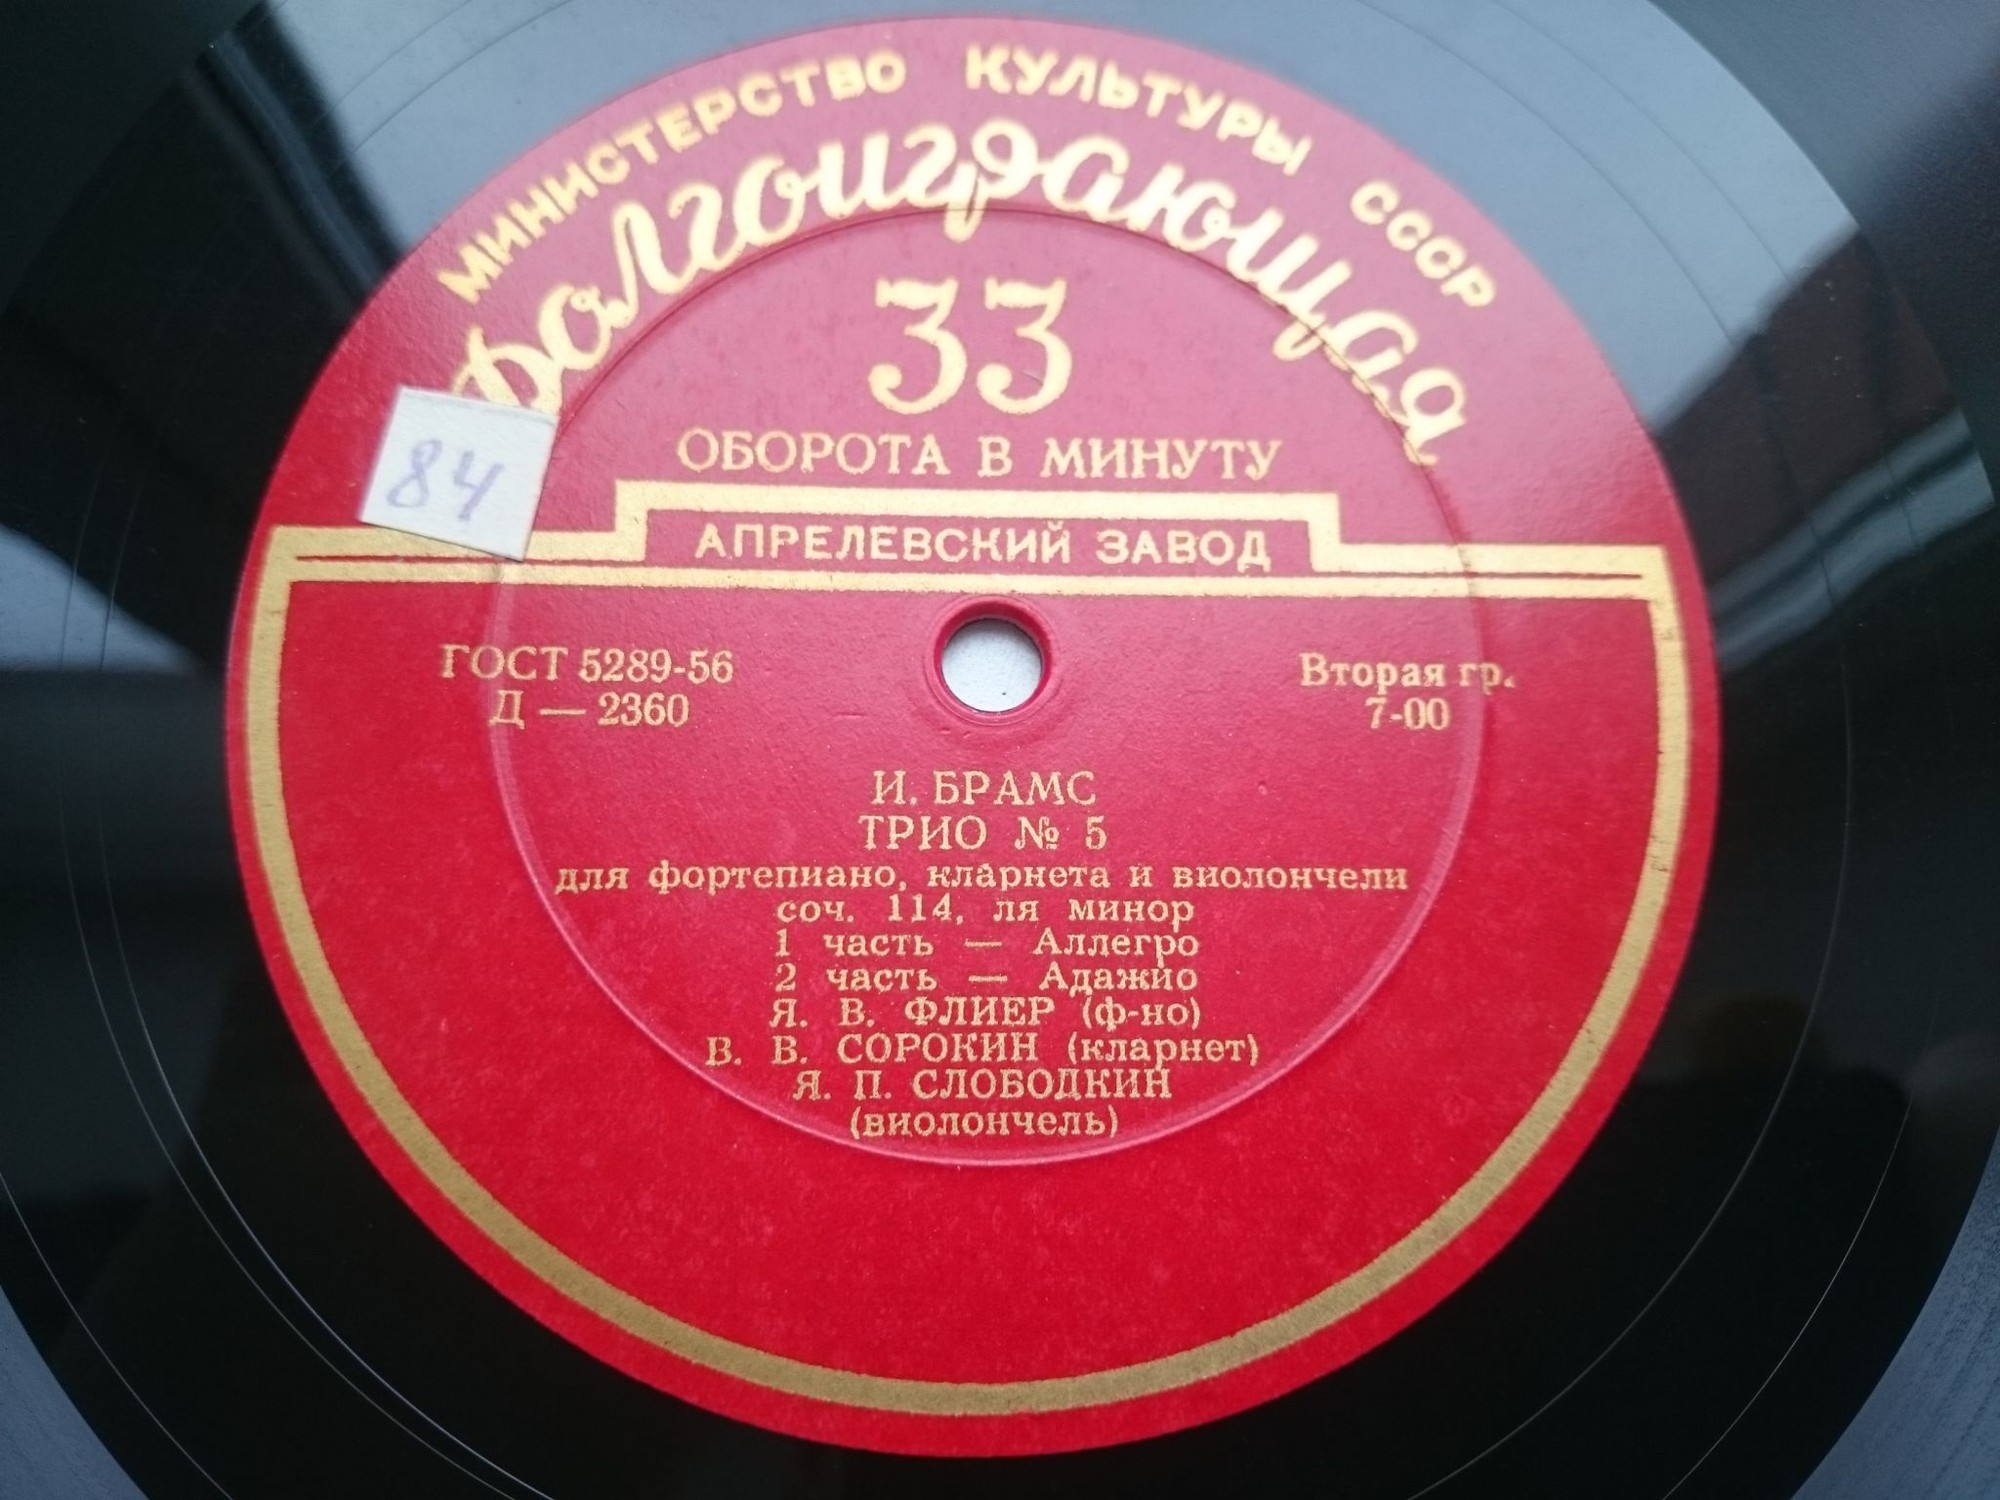 МИНИСТЕРСТВО КУЛЬТУРЫ СССР
Долгоиграющая
33
ОБОРОТА В МИНУТУ
84
АПРЕЛЕВСКИЙ ЗАВОД
ГОСТ 5289-56
Д — 2360
Вторая гр.
7-00
И. БРАМС
ТРИО № 5
для фортепиано, кларнета и виолончели
соч. 114, ля минор
1 часть — Аллегро
2 часть — Адажио
Я. В. ФЛИЕР (ф-но)
В. В. СОРОКИН (кларнет)
Я. П. СЛОБОДКИН
(виолончель)